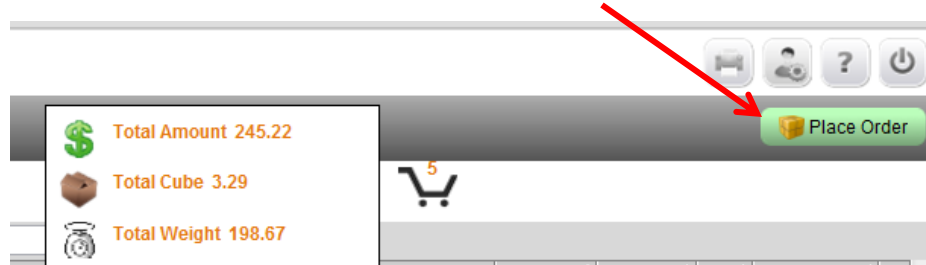 ?
Place Order
Total Amount 245.22
5
Total Cube 3.29
Total Weight 198.67